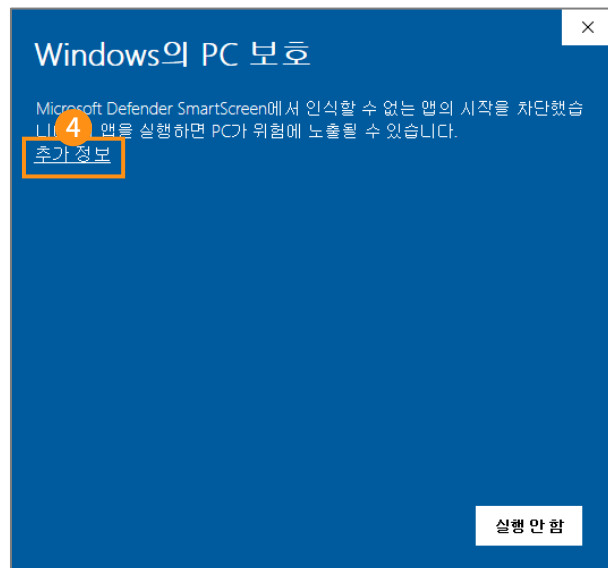 Windows의 PC 보호
Microsoft Defender SmartScreen에서 인식할 수 없는 앱의 시작을 차단했습
니 4 앱을 실행하면 PC가 위험에 노출될 수 있습니다.
추가 정보
실행 안 함